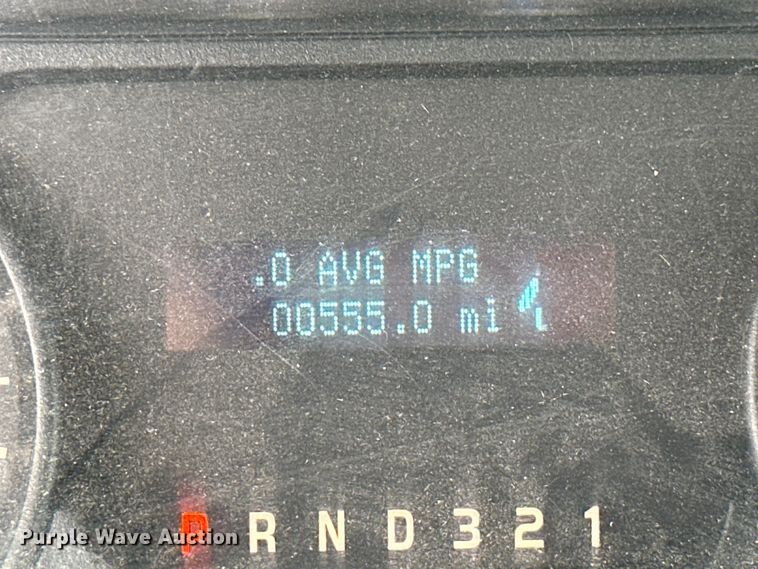 .0 AVG MPG
00555.0 mi
P R N D 3 2 1
Purple Wave Auction